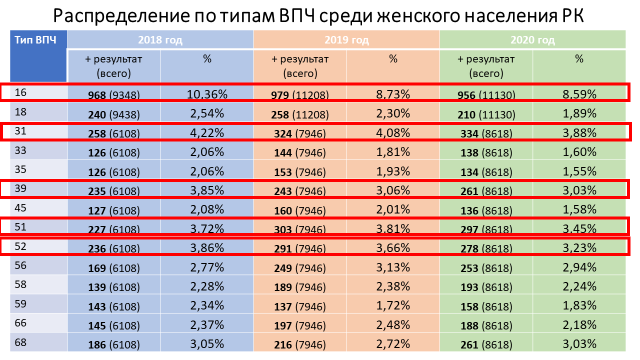 Распределение по типам ВПЧ среди женского населения РК
Тип ВПЧ 2018 год 2019 год 2020 год
+ результат (всего) % + результат (всего) % + результат (всего) %
16 968 (9348) 10,36% 979 (11208) 8,73% 956 (11130) 8,59%
18 240 (9438) 2,54% 258 (11208) 2,30% 210 (11130) 1,89%
31 258 (6108) 4,22% 324 (7946) 4,08% 334 (8618) 3,88%
33 126 (6108) 2,06% 144 (7946) 1,81% 138 (8618) 1,60%
35 126 (6108) 2,06% 153 (7946) 1,93% 134 (8618) 1,55%
39 235 (6108) 3,85% 243 (7946) 3,06% 261 (8618) 3,03%
45 127 (6108) 2,08% 160 (7946) 2,01% 136 (8618) 1,58%
51 227 (6108) 3,72% 303 (7946) 3,81% 297 (8618) 3.45%
52 236 (6108) 3,86% 291 (7946) 3,66% 278 (8618) 3,23%
56 169 (6108) 2,77% 249 (7946) 3,13% 253 (8618) 2,94%
58 139 (6108) 2,28% 189 (7946) 2,38% 193 (8618) 2,24%
59 143 (6108) 2,34% 137 (7946) 1,72% 158 (8618) 1,83%
66 145 (6108) 2,37% 197 (7946) 2,48% 188 (8618) 2,18%
68 186 (6108) 3,05% 216 (7946) 2,72% 261 (8618) 3,03%